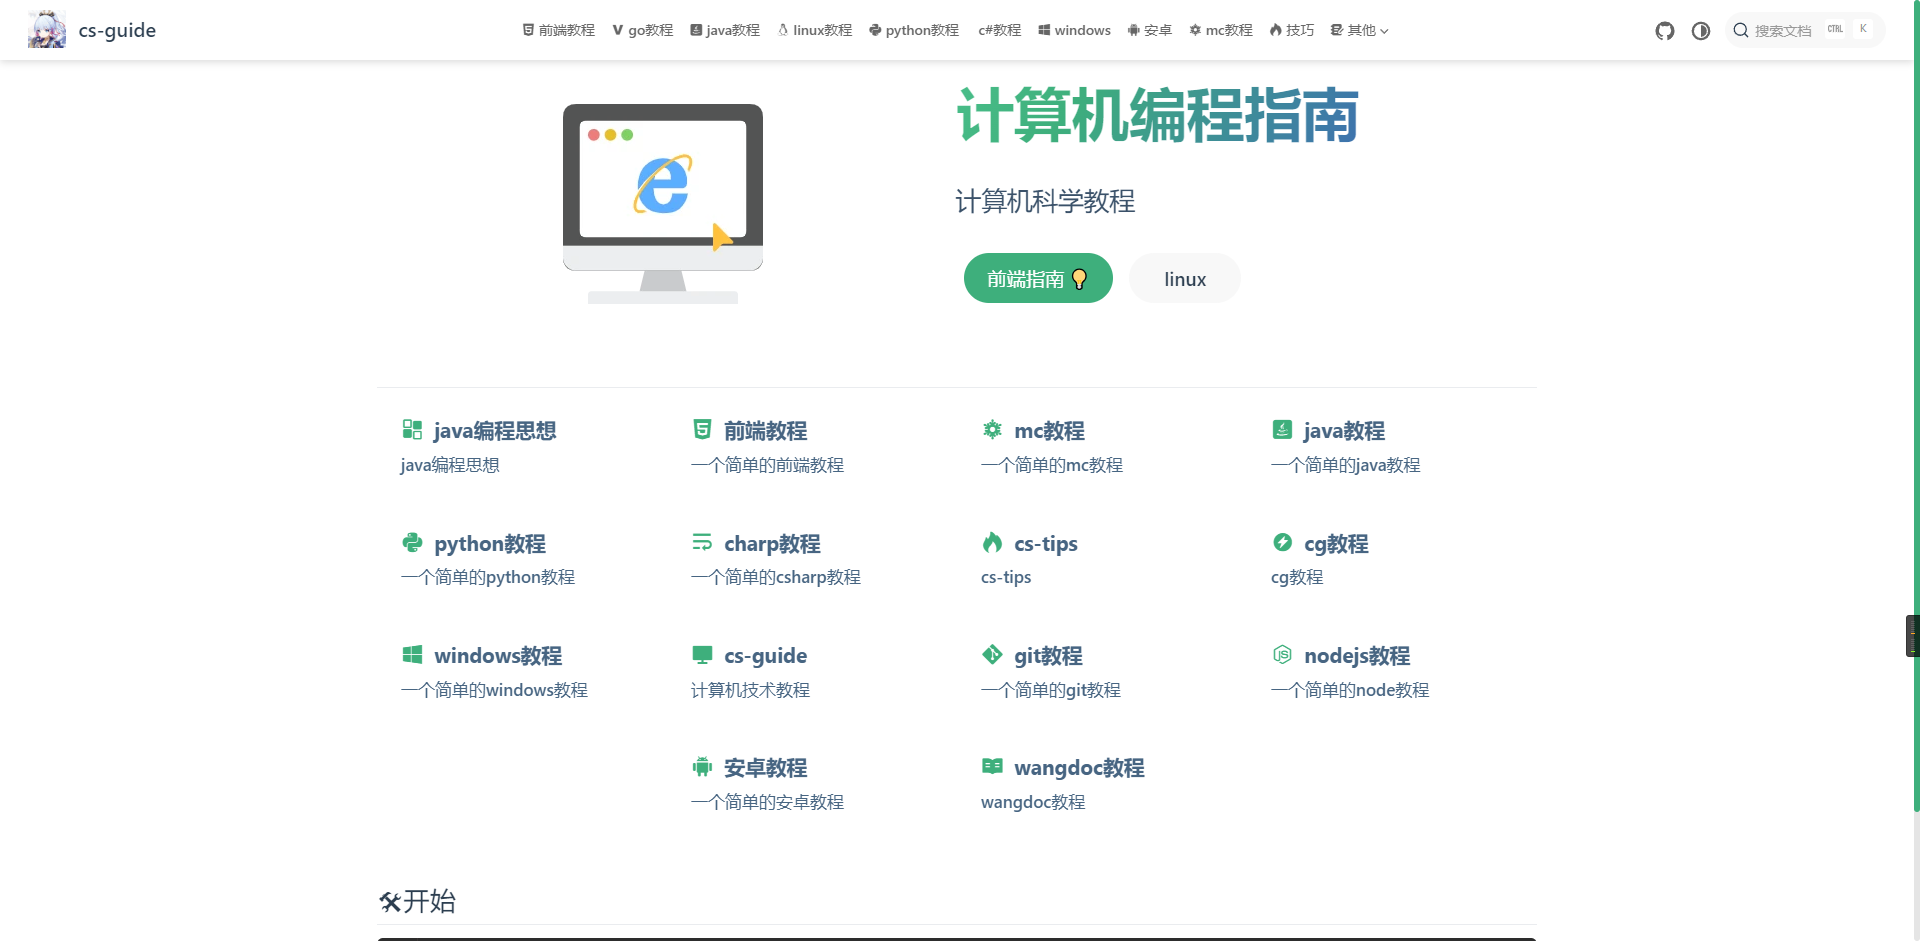 cs-guide
前端教程
go教程
java教程
linux教程
python教程
c#教程
windows
安卓
mc教程
技巧
其他
搜索文档
CTRL
K
计算机编程指南
计算机科学教程
前端指南💡
linux
java编程思想
java编程思想
前端教程
一个简单的前端教程
mc教程
一个简单的mc教程
java教程
一个简单的java教程
python教程
一个简单的python教程
charp教程
一个简单的csharp教程
cs-tips
cs-tips
cg教程
cg教程
windows教程
一个简单的windows教程
cs-guide
计算机技术教程
git教程
一个简单的git教程
nodejs教程
一个简单的node教程
安卓教程
一个简单的安卓教程
wangdoc教程
wangdoc教程
🛠开始